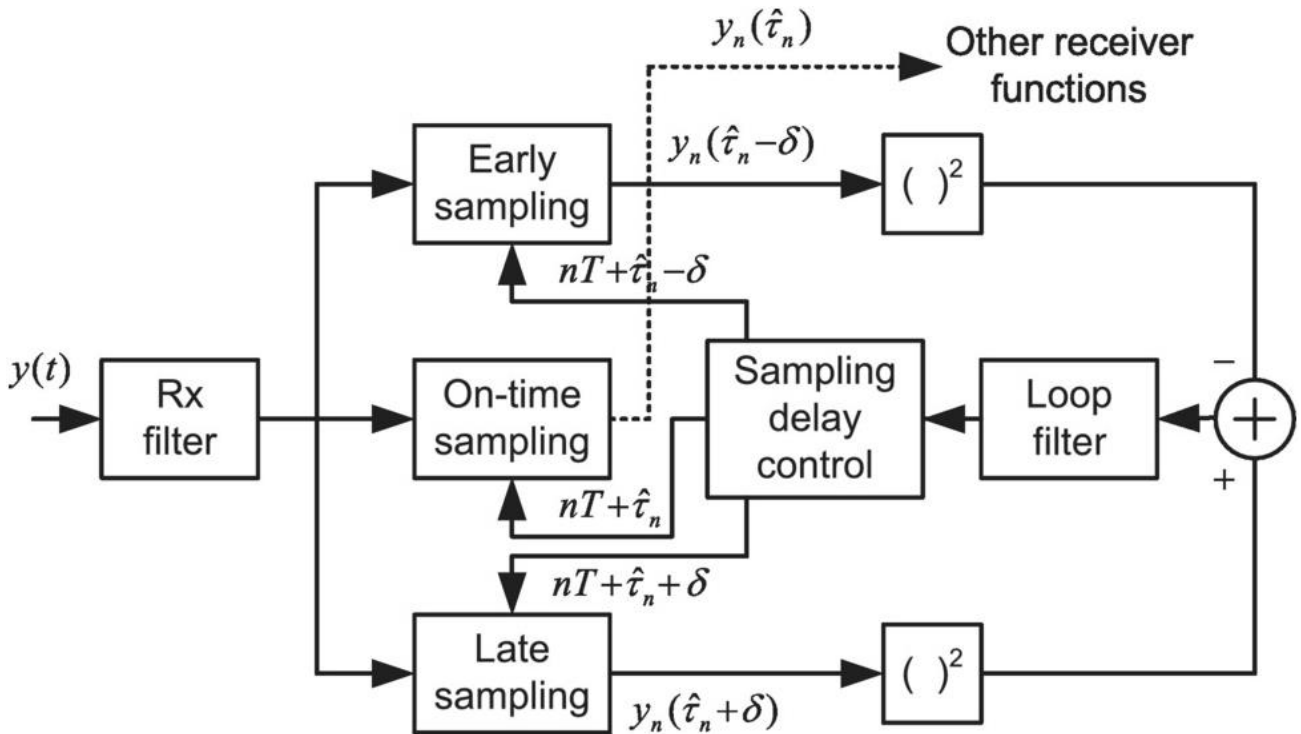 y_n(τ̂_n)
Other receiver
functions
Early
sampling
y_n(τ̂_n−δ)
( )²
nT+τ̂_n−δ
y(t)
Rx
filter
On-time
sampling
Sampling
delay
control
Loop
filter
−
+
+
nT+τ̂_n
nT+τ̂_n+δ
Late
sampling
y_n(τ̂_n+δ)
( )²